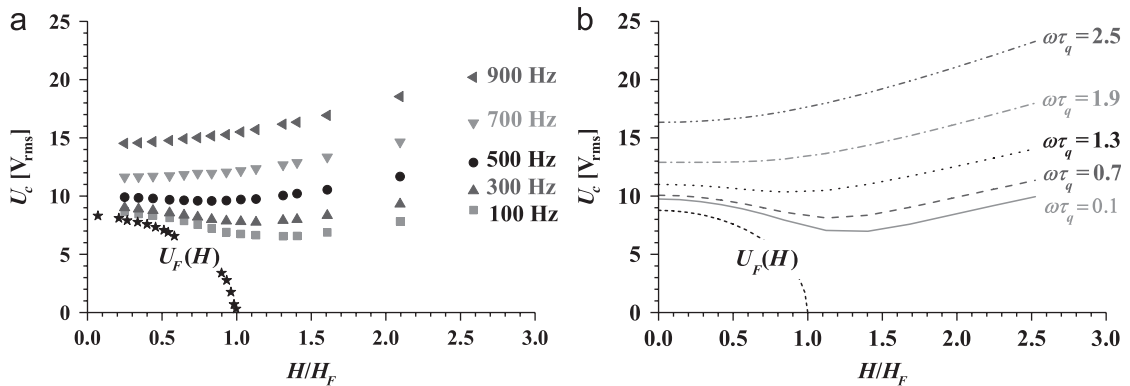 a
25
20
15
10
5
0
U_c [V_rms]
0.0 0.5 1.0 1.5 2.0 2.5 3.0
H/H_F
900 Hz
700 Hz
500 Hz
300 Hz
100 Hz
U_F(H)
b
25
20
15
10
5
0
U_c [V_rms]
0.0 0.5 1.0 1.5 2.0 2.5 3.0
H/H_F
ωτ_q = 2.5
ωτ_q = 1.9
ωτ_q = 1.3
ωτ_q = 0.7
ωτ_q = 0.1
U_F(H)